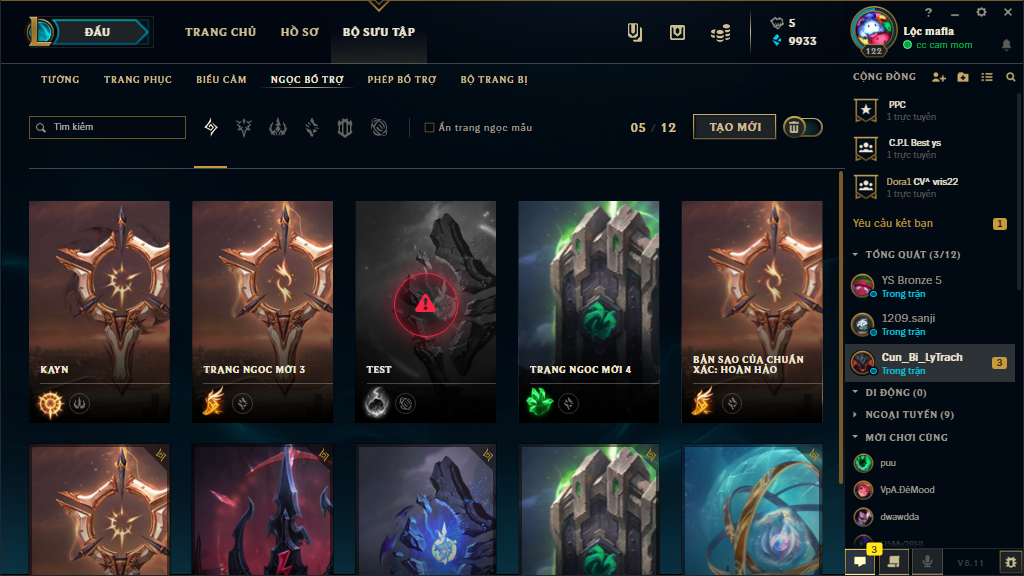 ĐẤU
TRANG CHỦ
HỒ SƠ
BỘ SƯU TẬP
5
9933
122
Lộc mafia
cc cam mom
TƯỚNG
TRANG PHỤC
BIỂU CẢM
NGỌC BỔ TRỢ
PHÉP BỔ TRỢ
BỘ TRANG BỊ
Tìm kiếm
Ẩn trang ngọc mẫu
05 / 12
TẠO MỚI
KAYN
TRANG NGỌC MỚI 3
TEST
TRANG NGỌC MỚI 4
BẢN SAO CỦA CHUẨN
XÁC: HOÀN HẢO
CỘNG ĐỒNG
PPC
1 trực tuyến
C.P.I. Best ys
1 trực tuyến
Dora1 CV^ vris22
1 trực tuyến
Yêu cầu kết bạn
1
TỔNG QUÁT (3/12)
YS Bronze 5
Trong trận
1209.sanji
Trong trận
Cun_Bi_LyTrach
Trong trận
3
DI ĐỘNG (0)
NGOẠI TUYẾN (9)
MỚI CHƠI CÙNG
puu
VpA.ĐêMood
dwawdda
3
V8.11